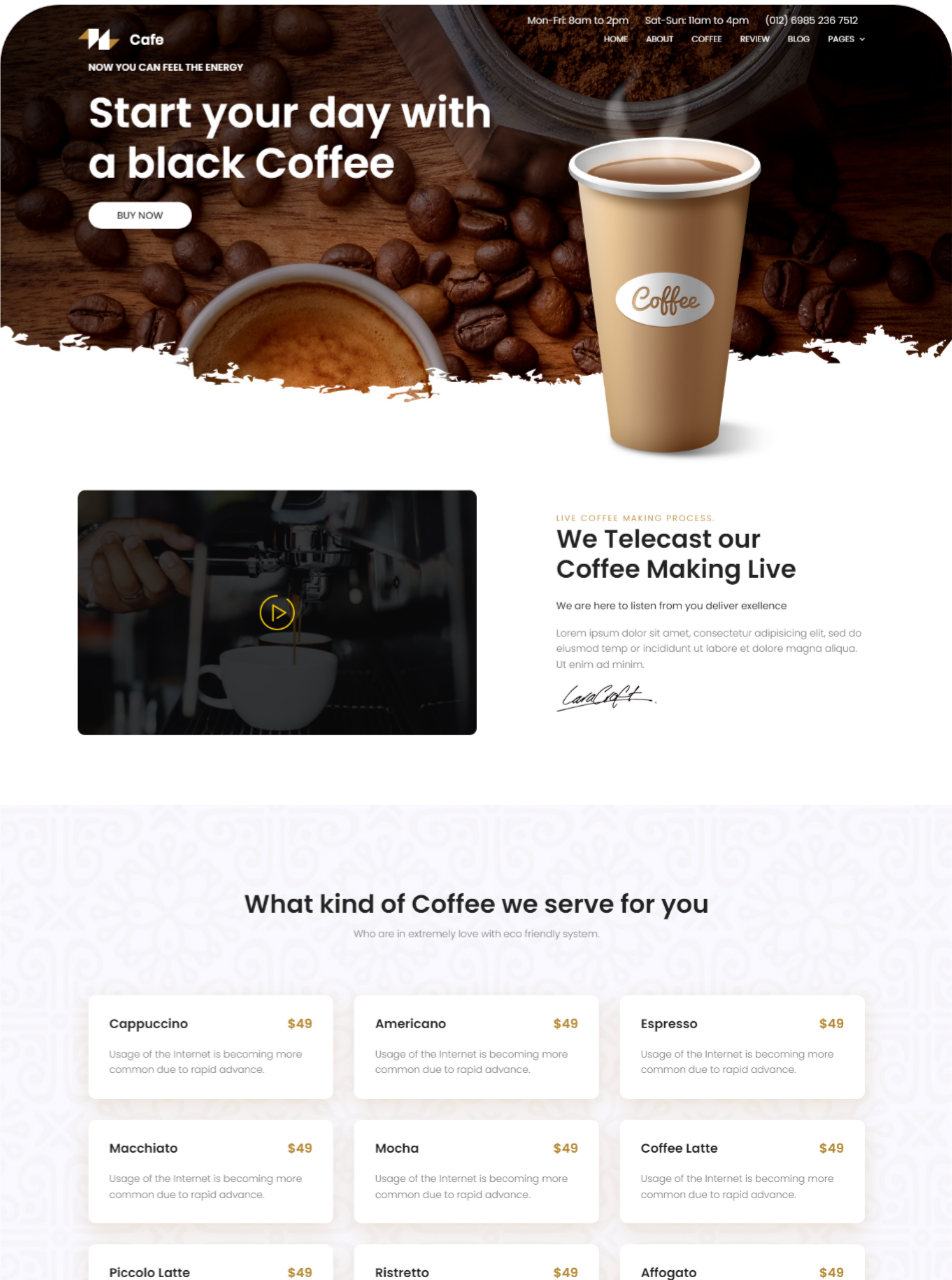 Mon-Fri: 8am to 2pm Sat-Sun: 11am to 4pm (012) 6985 236 7512
Cafe
HOME ABOUT COFFEE REVIEW BLOG PAGES
NOW YOU CAN FEEL THE ENERGY
Start your day with
a black Coffee
BUY NOW
Coffee
LIVE COFFEE MAKING PROCESS.
We Telecast our
Coffee Making Live
We are here to listen from you deliver exellence
Lorem ipsum dolor sit amet, consectetur adipisicing elit, sed do
eiusmod temp or incididunt ut labore et dolore magna aliqua.
Ut enim ad minim.
What kind of Coffee we serve for you
Who are in extremely love with eco friendly system.
Cappuccino $49
Usage of the Internet is becoming more
common due to rapid advance.
Americano $49
Usage of the Internet is becoming more
common due to rapid advance.
Espresso $49
Usage of the Internet is becoming more
common due to rapid advance.
Macchiato $49
Usage of the Internet is becoming more
common due to rapid advance.
Mocha $49
Usage of the Internet is becoming more
common due to rapid advance.
Coffee Latte $49
Usage of the Internet is becoming more
common due to rapid advance.
Piccolo Latte $49
Ristretto $49
Affogato $49